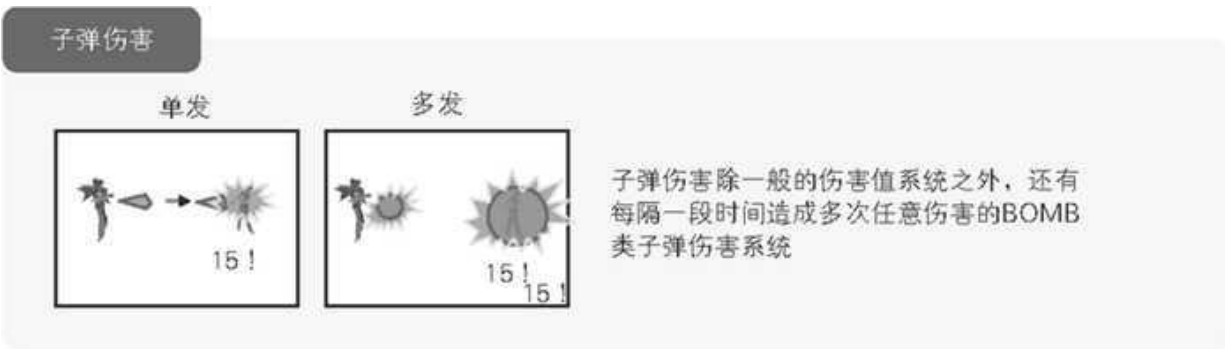 子弹伤害
单发
多发
15！
15！
15！
子弹伤害除一般的伤害值系统之外，还有
每隔一段时间造成多次任意伤害的BOMB
类子弹伤害系统